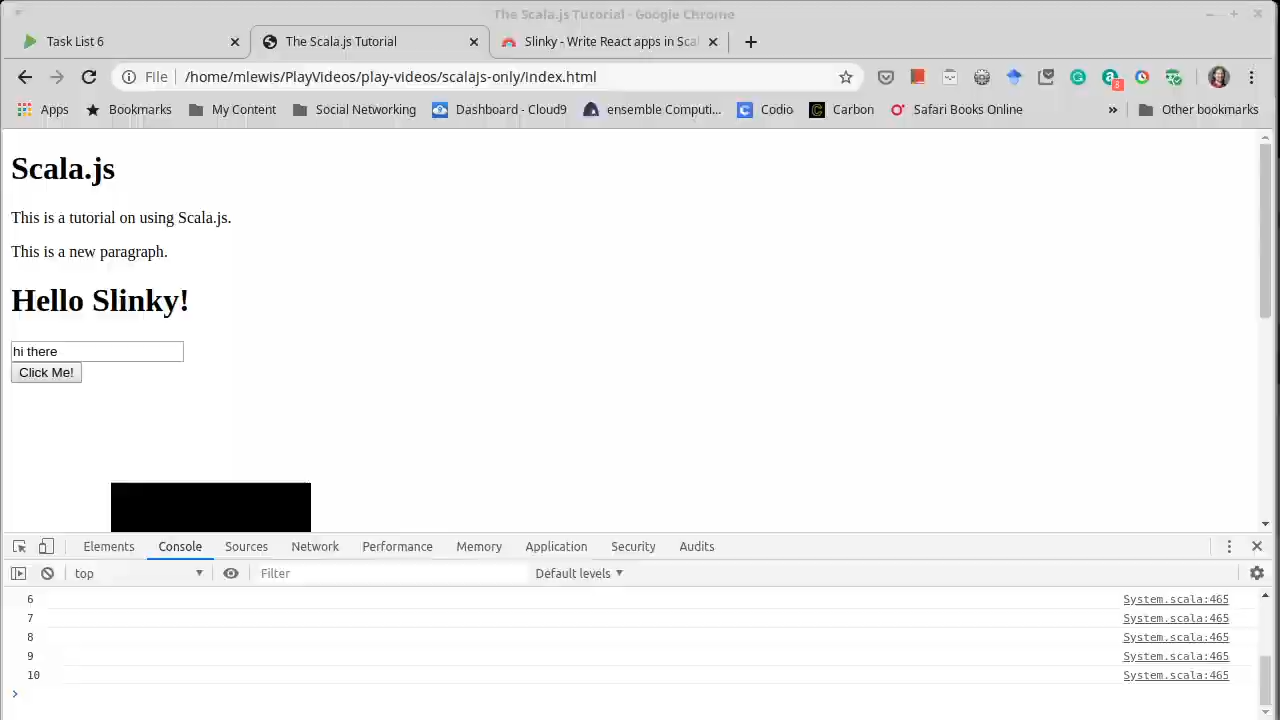 The Scala.js Tutorial - Google Chrome
Task List 6
The Scala.js Tutorial
Slinky - Write React apps in Scal
File
/home/mlewis/PlayVideos/play-videos/scalajs-only/index.html
8
Apps
Bookmarks
My Content
Social Networking
Dashboard - Cloud9
ensemble Computi...
Codio
Carbon
Safari Books Online
»
Other bookmarks
Scala.js
This is a tutorial on using Scala.js.
This is a new paragraph.
Hello Slinky!
hi there
Click Me!
Elements
Console
Sources
Network
Performance
Memory
Application
Security
Audits
top
Filter
Default levels
6 System.scala:465
7 System.scala:465
8 System.scala:465
9 System.scala:465
10 System.scala:465